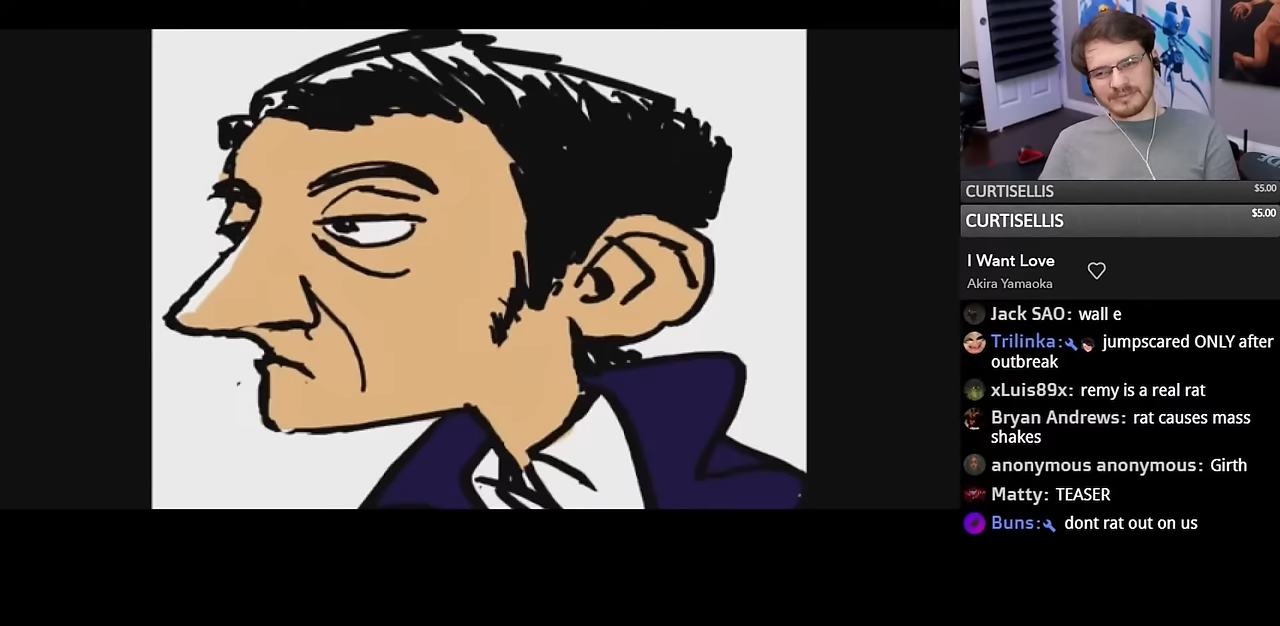 CURTISELLIS $5.00
CURTISELLIS $5.00
I Want Love
Akira Yamaoka
Jack SAO: wall e
Trilinka: jumpscared ONLY after
outbreak
xLuis89x: remy is a real rat
Bryan Andrews: rat causes mass
shakes
anonymous anonymous: Girth
Matty: TEASER
Buns: dont rat out on us